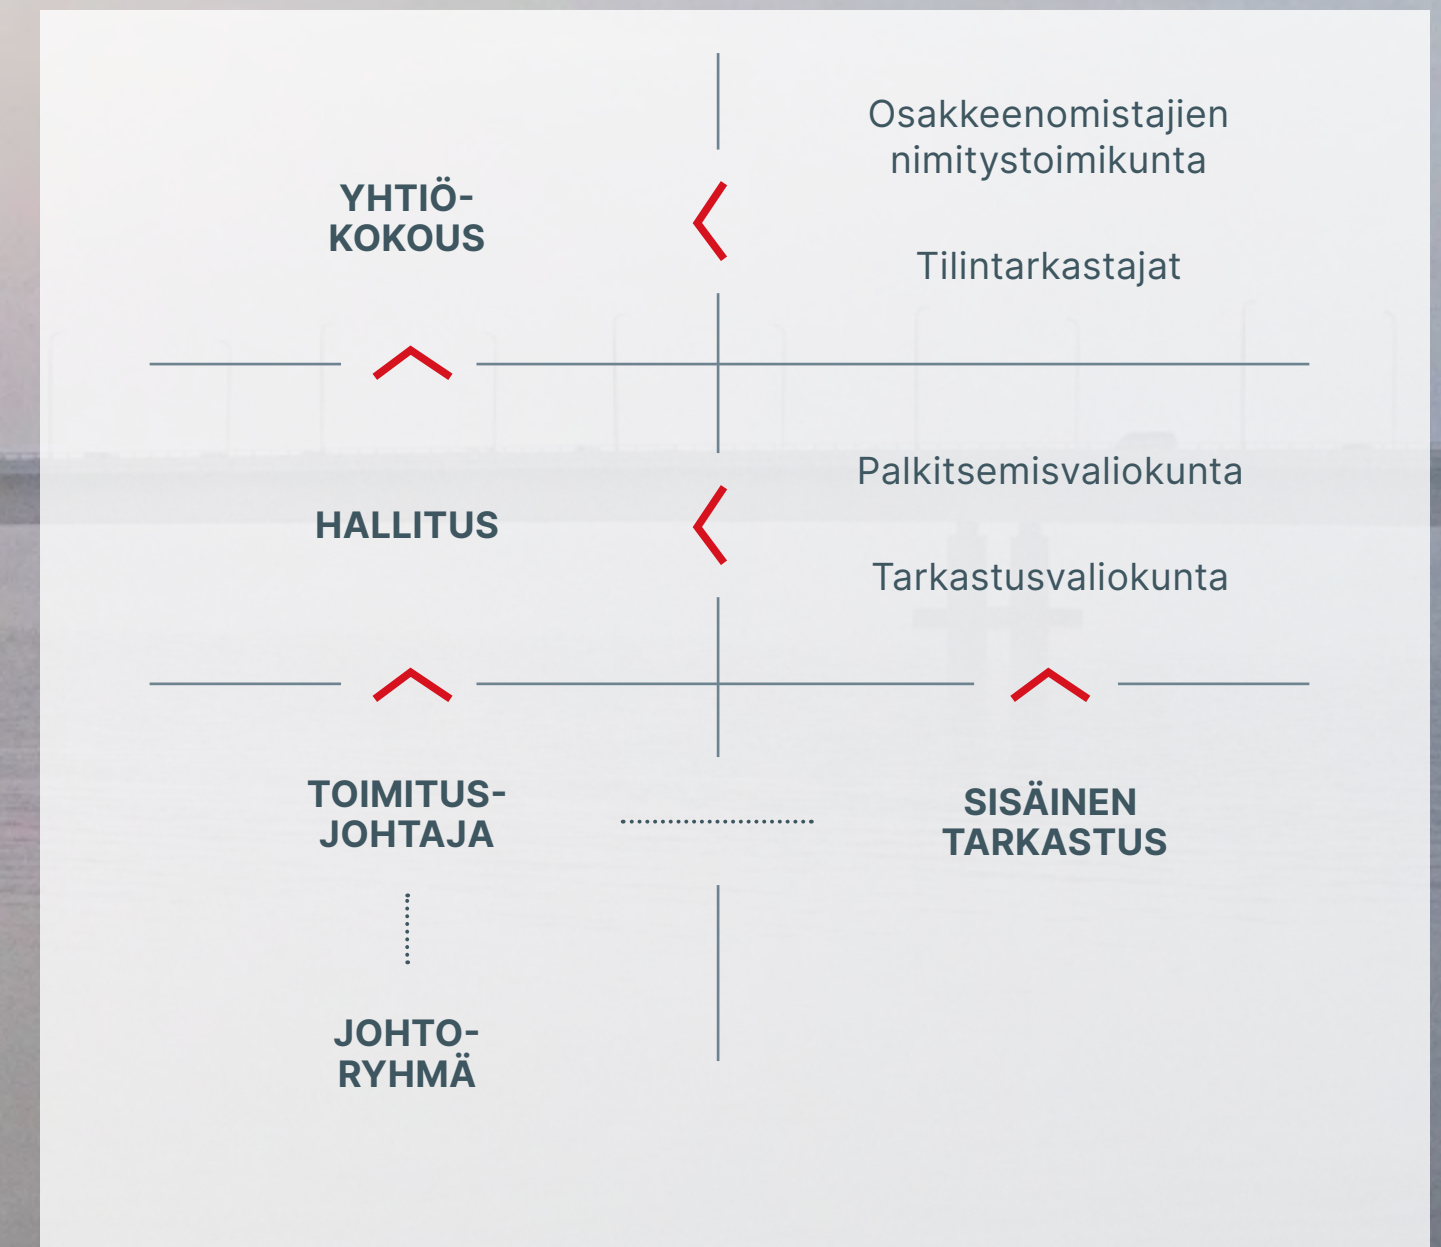 YHTIÖ-
KOKOUS
Osakkeenomistajien
nimitystoimikunta
Tilintarkastajat
HALLITUS
Palkitsemisvaliokunta
Tarkastusvaliokunta
TOIMITUS-
JOHTAJA
SISÄINEN
TARKASTUS
JOHTO-
RYHMÄ